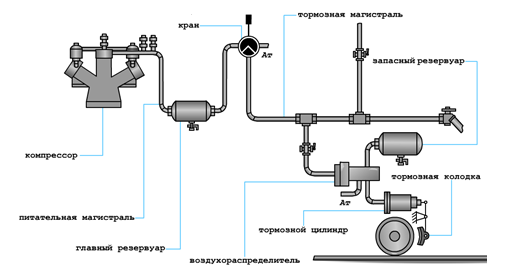 кран
тормозная магистраль
Ат
запасный резервуар
компрессор
тормозная колодка
Ат
питательная магистраль
тормозной цилиндр
главный резервуар
воздухораспределитель